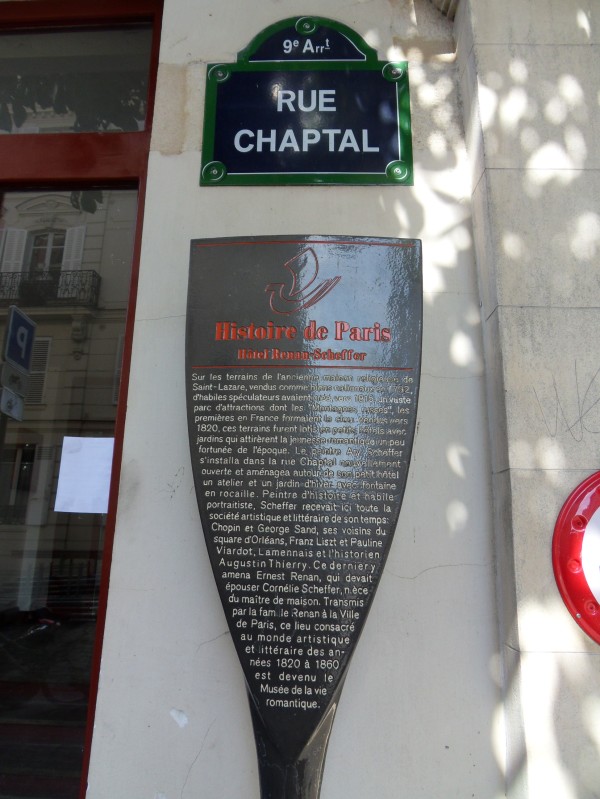 9e Arrt
RUE
CHAPTAL
Histoire de Paris
Hôtel Renan-Scheffer
Sur les terrains de l'ancienne maison religieuse de
Saint-Lazare, vendus comme biens nationaux en
d'habiles spéculateurs avaient créé, vers 1815, un vaste
parc d'attractions dont les "Montagnes russes", les
premières en France formaient le clou. Vendus vers
1820, ces terrains furent lotis en petits hôtels avec
jardins qui attirèrent la jeunesse romantique un peu
fortunée de l'époque. Le peintre Ary Scheffer
s'installa dans la rue Chaptal nouvellement
ouverte et aménagea autour de son petit hôtel
un atelier et un jardin d'hiver avec fontaine
en rocaille. Peintre d'histoire et habile
portraitiste, Scheffer recevait ici toute la
société artistique et littéraire de son temps:
Chopin et George Sand, ses voisins du
square d'Orléans, Franz Liszt et Pauline
Viardot, Lamennais et l'historien
Augustin Thierry. Ce dernier y
amena Ernest Renan, qui devait
épouser Cornélie Scheffer, nièce
du maître de maison. Transmis
par la famille Renan à la Ville
de Paris, ce lieu consacré
au monde artistique
et littéraire des an-
nées 1820 à 1860
est devenu le
Musée de la vie
romantique.
P